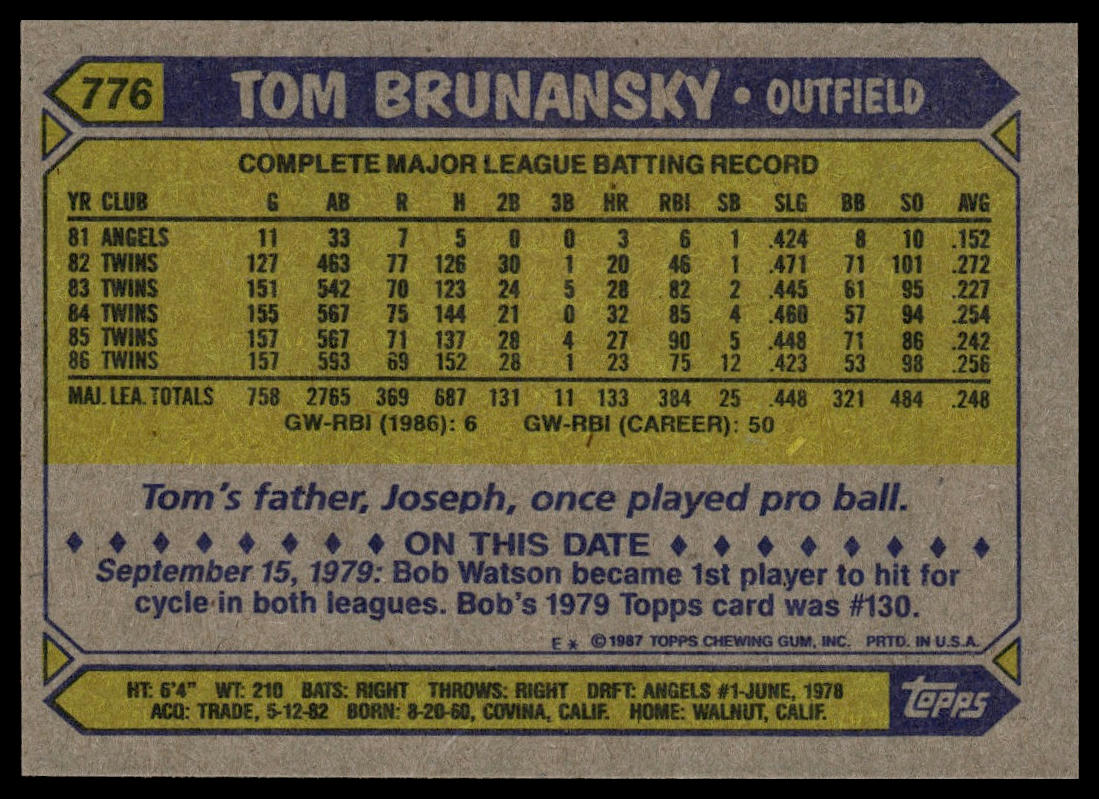 776 TOM BRUNANSKY • OUTFIELD
COMPLETE MAJOR LEAGUE BATTING RECORD
YR CLUB G AB R H 2B 3B HR RBI SB SLG BB SO AVG
81 ANGELS 11 33 7 5 0 0 3 6 1 .424 8 10 .152
82 TWINS 127 463 77 126 30 1 20 46 1 .471 71 101 .272
83 TWINS 151 542 70 123 24 5 28 82 2 .445 61 95 .227
84 TWINS 155 567 75 144 21 0 32 85 4 .460 57 94 .254
85 TWINS 157 567 71 137 28 4 27 90 5 .448 71 86 .242
86 TWINS 157 593 69 152 28 1 23 75 12 .423 53 98 .256
MAJ. LEA. TOTALS 758 2765 369 687 131 11 133 384 25 .448 321 484 .248
GW-RBI (1986): 6 GW-RBI (CAREER): 50
Tom's father, Joseph, once played pro ball.
♦ ♦ ♦ ♦ ♦ ♦ ♦ ♦ ON THIS DATE ♦ ♦ ♦ ♦ ♦ ♦ ♦ ♦
September 15, 1979: Bob Watson became 1st player to hit for
cycle in both leagues. Bob's 1979 Topps card was #130.
E * ©1987 TOPPS CHEWING GUM, INC. PRTD. IN U.S.A.
HT: 6'4" WT: 210 BATS: RIGHT THROWS: RIGHT DRFT: ANGELS #1-JUNE, 1978
ACQ: TRADE, 5-12-82 BORN: 8-20-60, COVINA, CALIF. HOME: WALNUT, CALIF.
topps